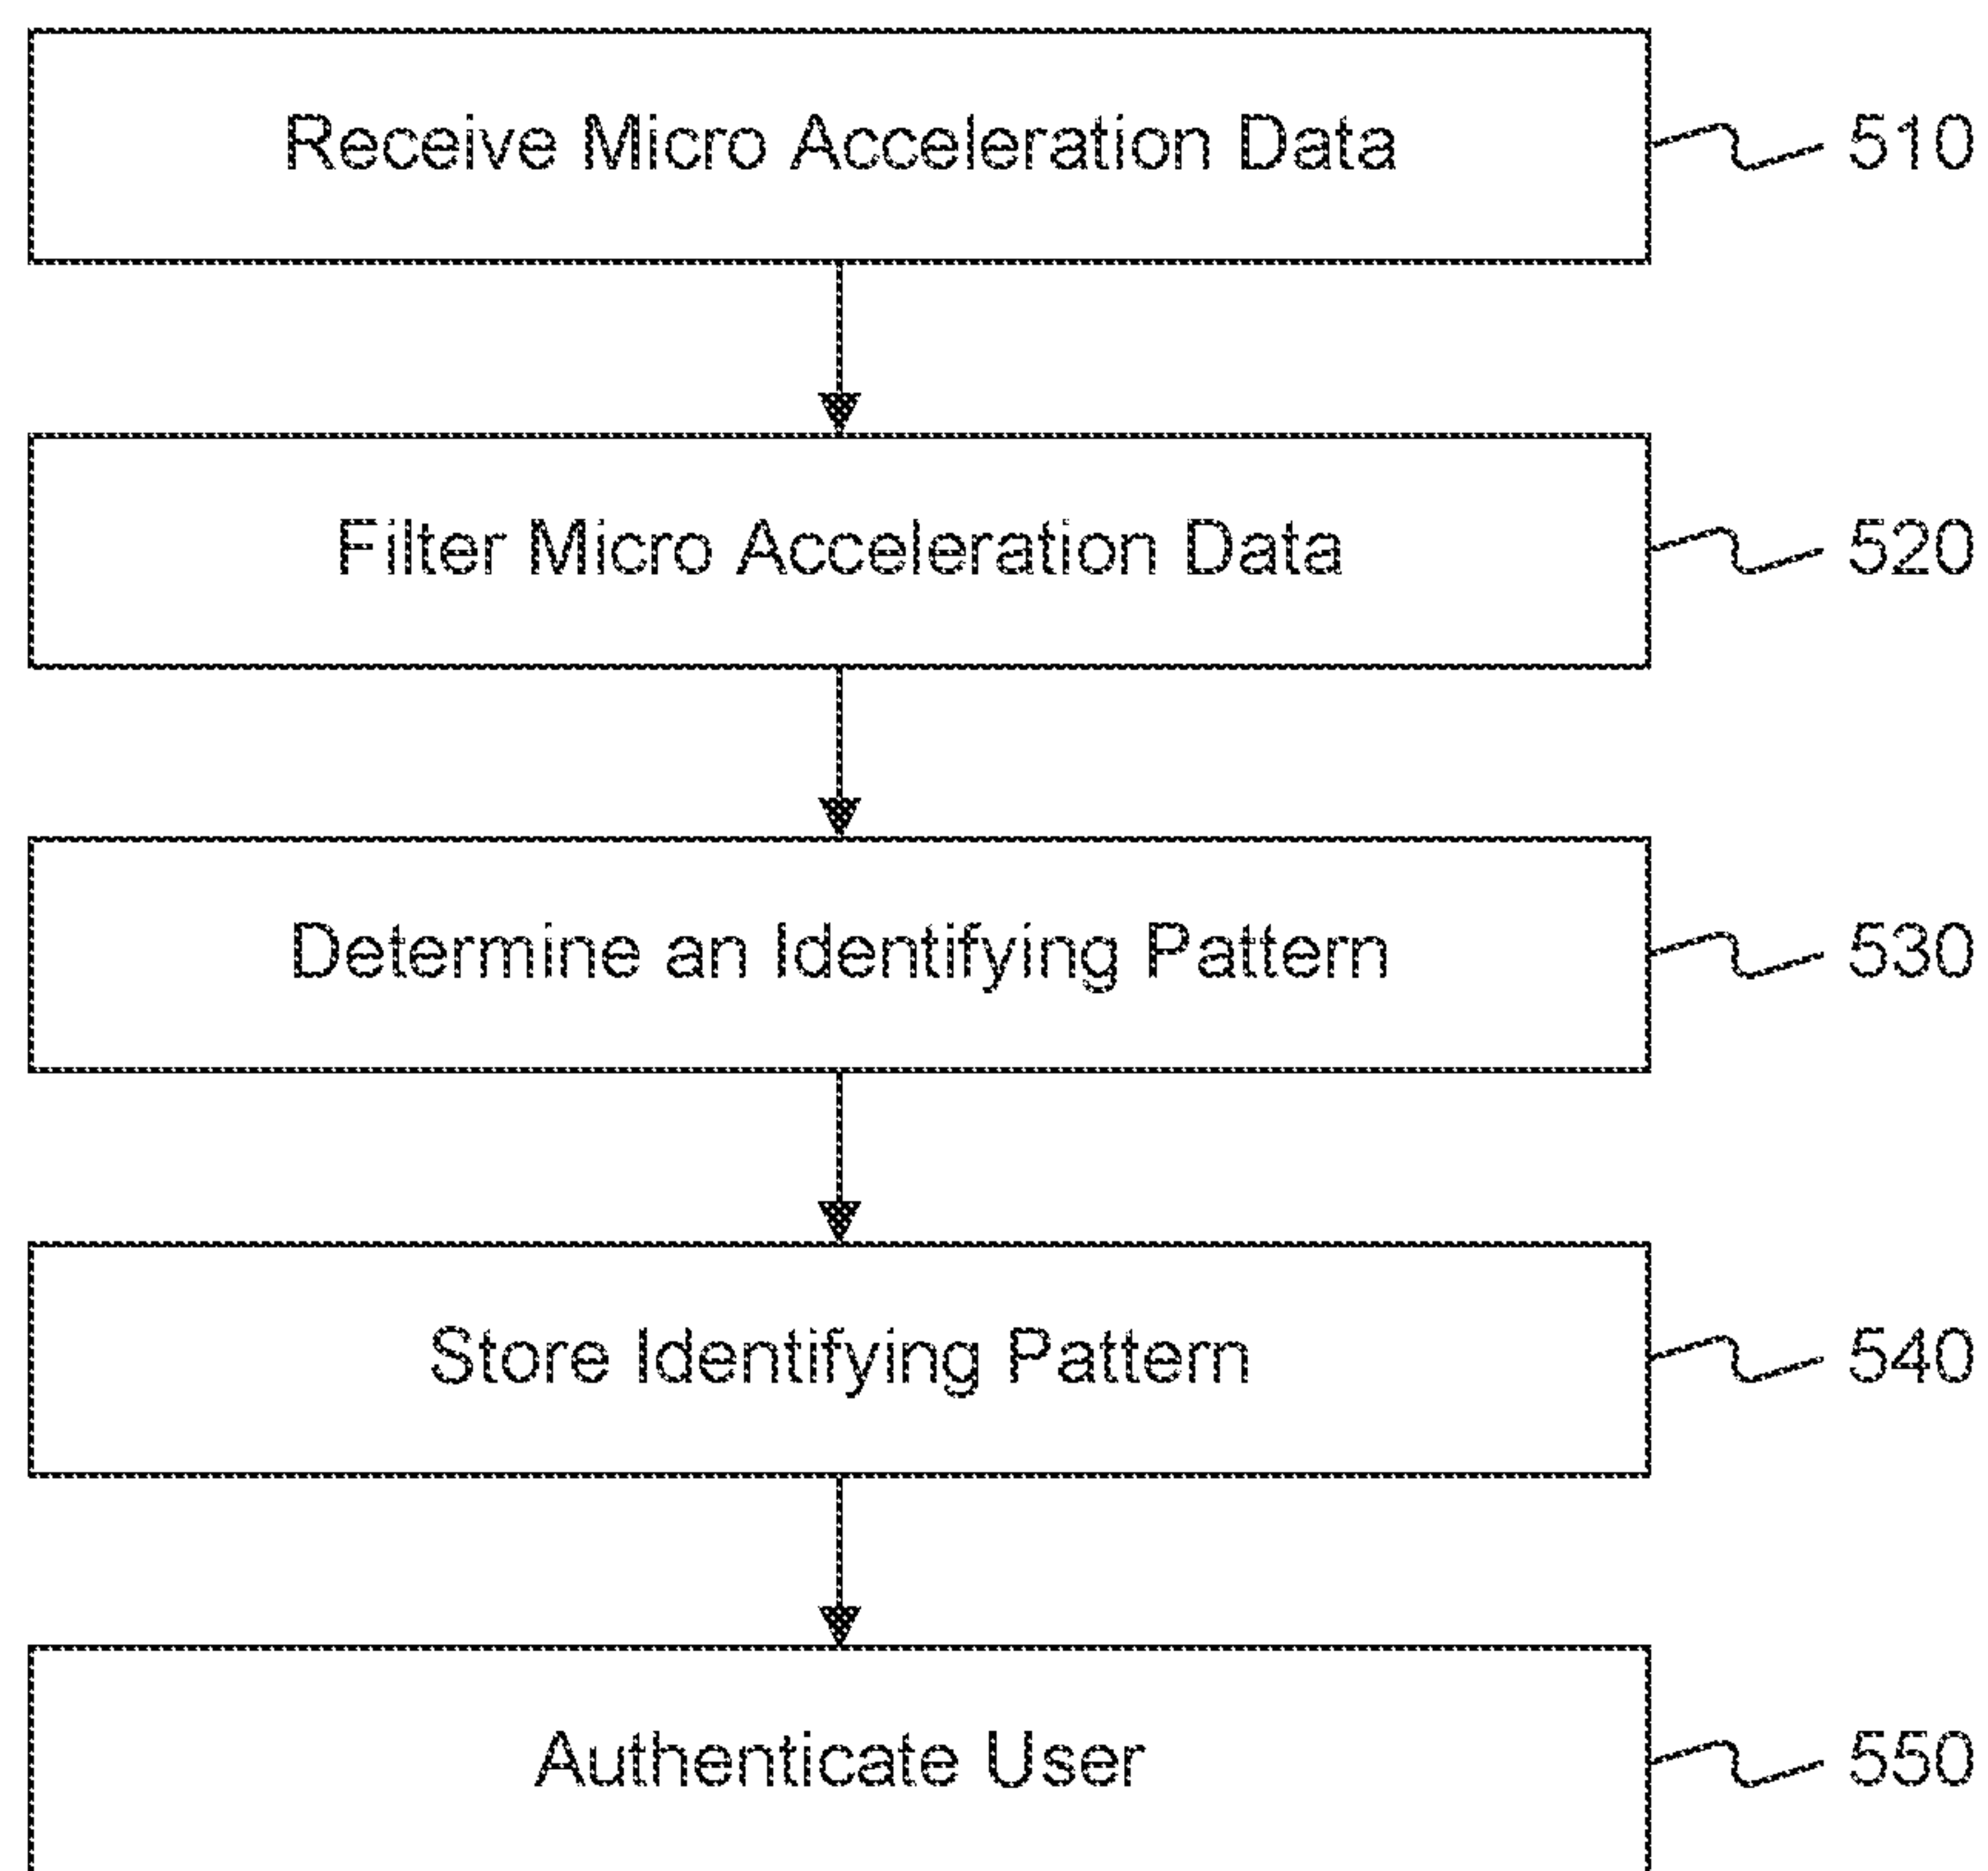 Receive Micro Acceleration Data 510
Filter Micro Acceleration Data 520
Determine an Identifying Pattern 530
Store Identifying Pattern 540
Authenticate User 550